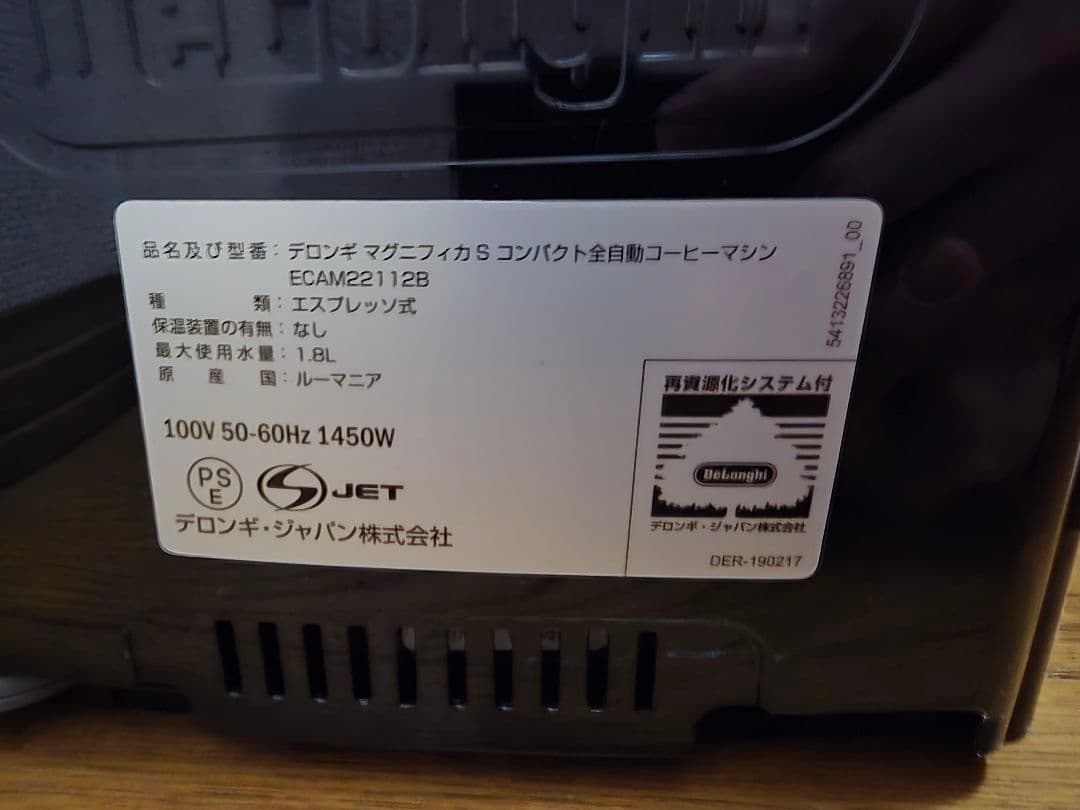 品名及び型番：デロンギ マグニフィカS コンパクト全自動コーヒーマシン
ECAM22112B
種類：エスプレッソ式
保温装置の有無：なし
最大使用水量：1.8L
原産国：ルーマニア
100V 50-60Hz 1450W
PS
E
JET
デロンギ・ジャパン株式会社
5413226891_00
再資源化システム付
DeLonghi
デロンギ・ジャパン株式会社
DER-190217